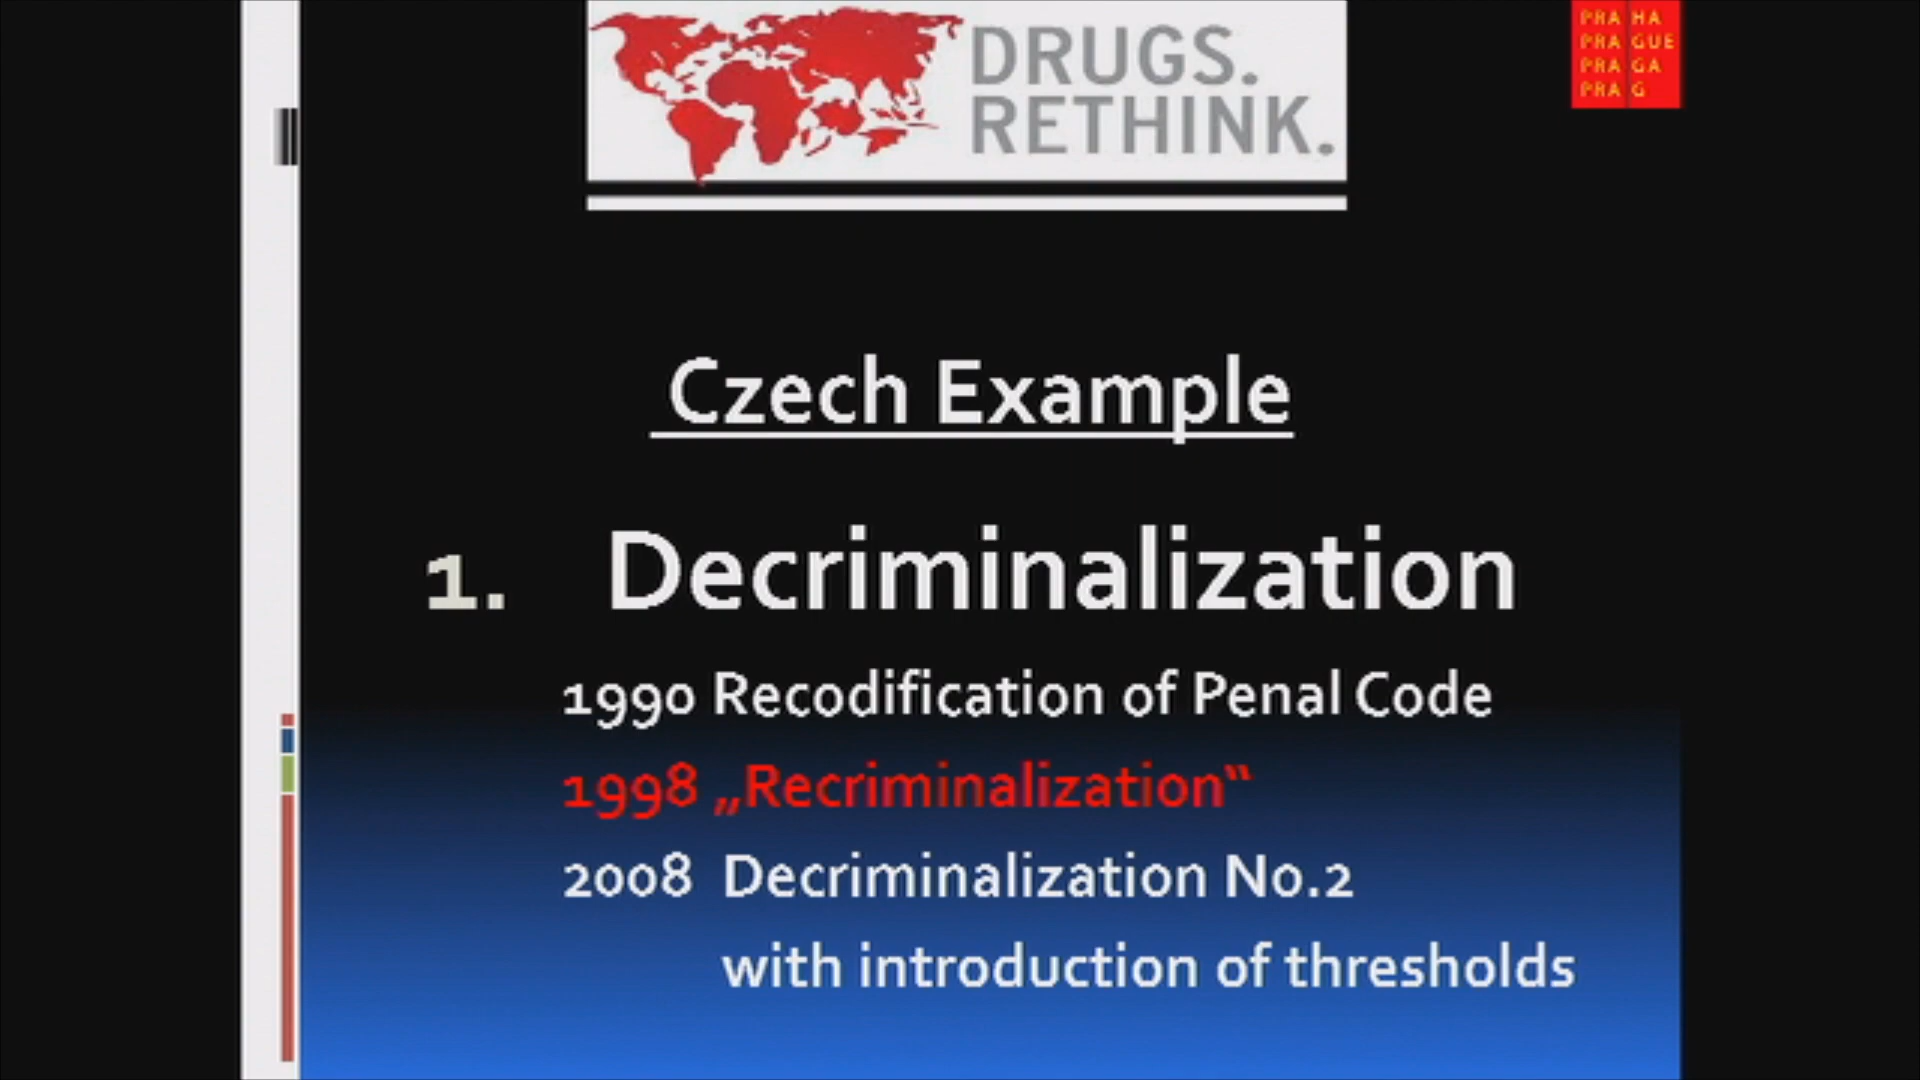 DRUGS.
RETHINK.
PRA HA
PRA GUE
PRA GA
PRA G
Czech Example
1. Decriminalization
1990 Recodification of Penal Code
1998 „Recriminalization“
2008 Decriminalization No.2
with introduction of thresholds